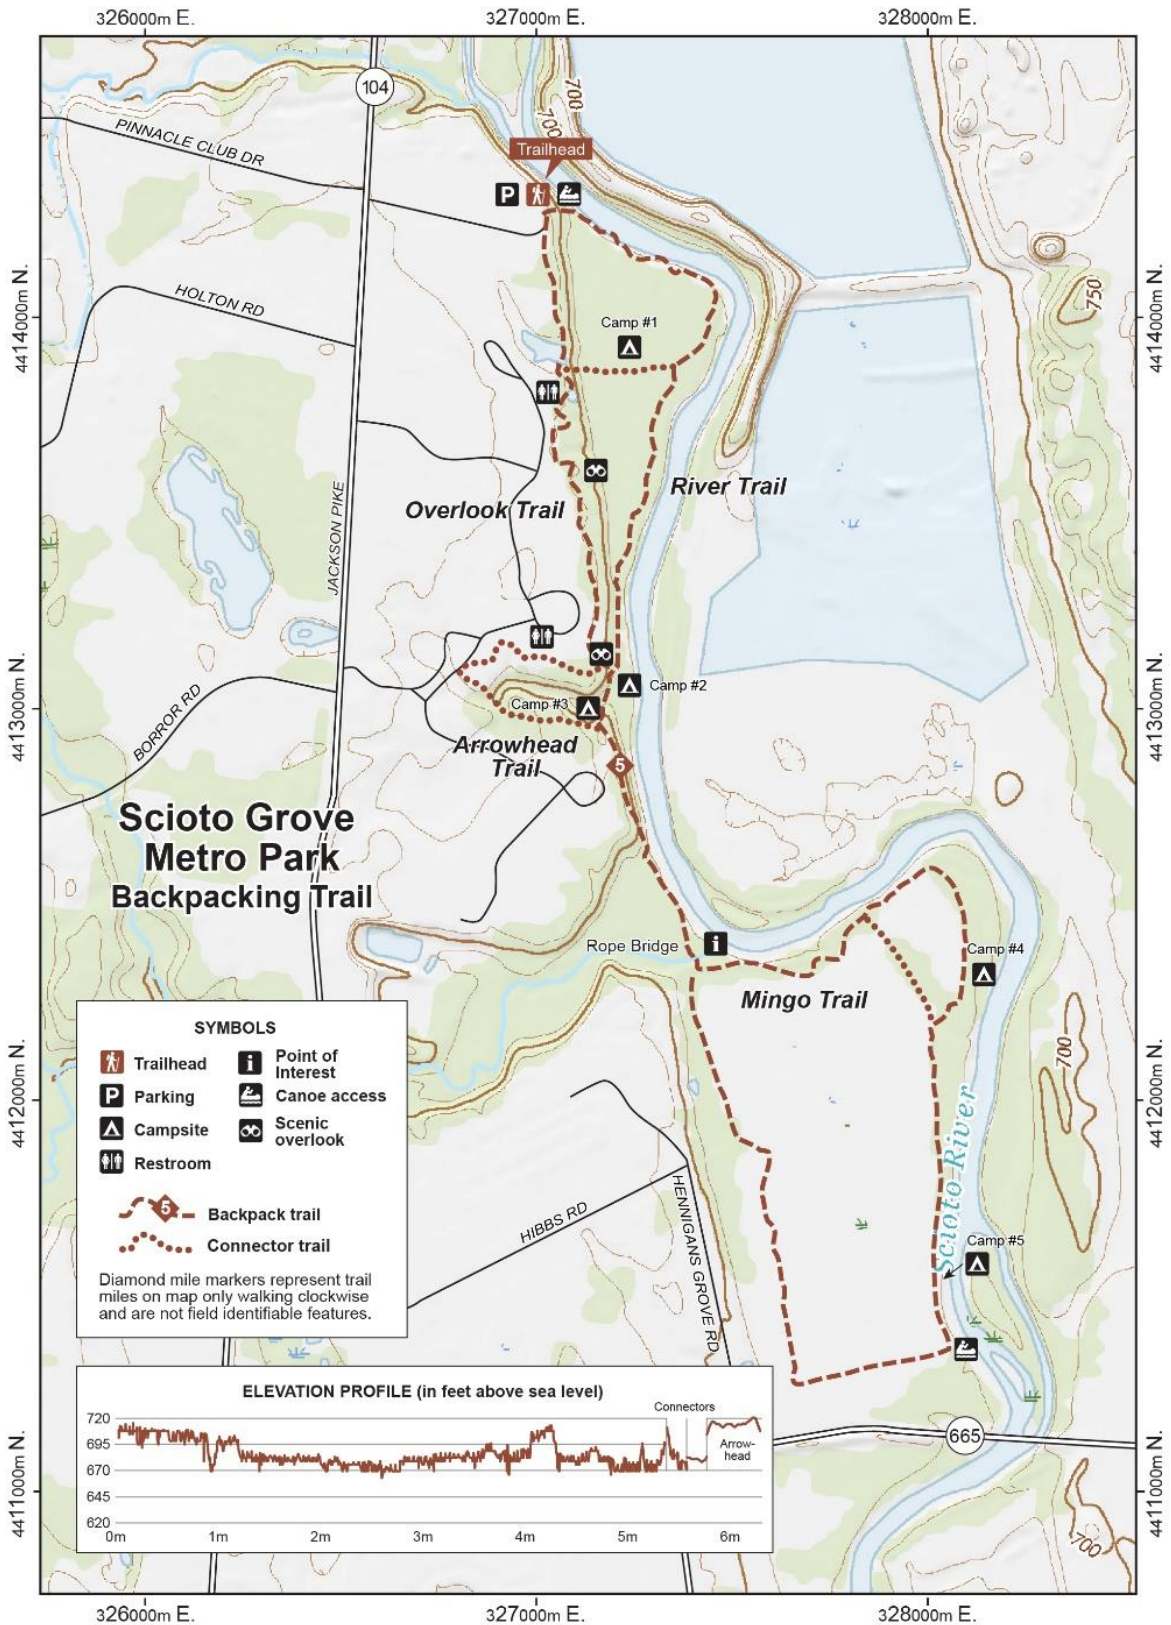 326000m E.
327000m E.
328000m E.
104
700
700
PINNACLE CLUB DR
Trailhead
P
4414000m N.
4414000m N.
HOLTON RD
750
Camp #1
River Trail
Overlook Trail
JACKSON PIKE
4413000m N.
4413000m N.
Camp #2
Camp #3
BORROR RD
Arrowhead
Trail
5
Scioto Grove
Metro Park
Backpacking Trail
Rope Bridge
i
Camp #4
Mingo Trail
SYMBOLS
Trailhead
P
Parking
Campsite
Restroom
i
Point of
Interest
Canoe access
Scenic
overlook
5
Backpack trail
Connector trail
Diamond mile markers represent trail
miles on map only walking clockwise
and are not field identifiable features.
700
4412000m N.
4412000m N.
Scioto River
HIBBS RD
HENNIGANS GROVE RD
Camp #5
ELEVATION PROFILE (in feet above sea level)
Connectors
Arrow-
head
720
695
670
645
620
0m
1m
2m
3m
4m
5m
6m
665
4411000m N.
4411000m N.
700
326000m E.
327000m E.
328000m E.